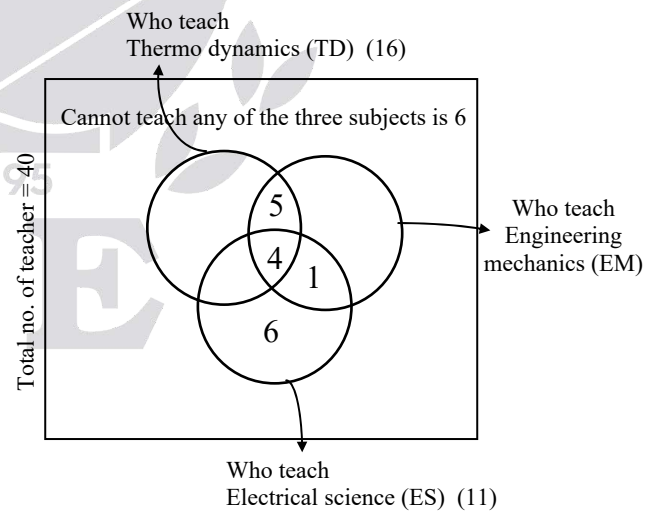 Who teach
Thermo dynamics (TD) (16)
Cannot teach any of the three subjects is 6
95
Total no. of teacher = 40
E
5
4
1
6
Who teach
Engineering
mechanics (EM)
Who teach
Electrical science (ES) (11)